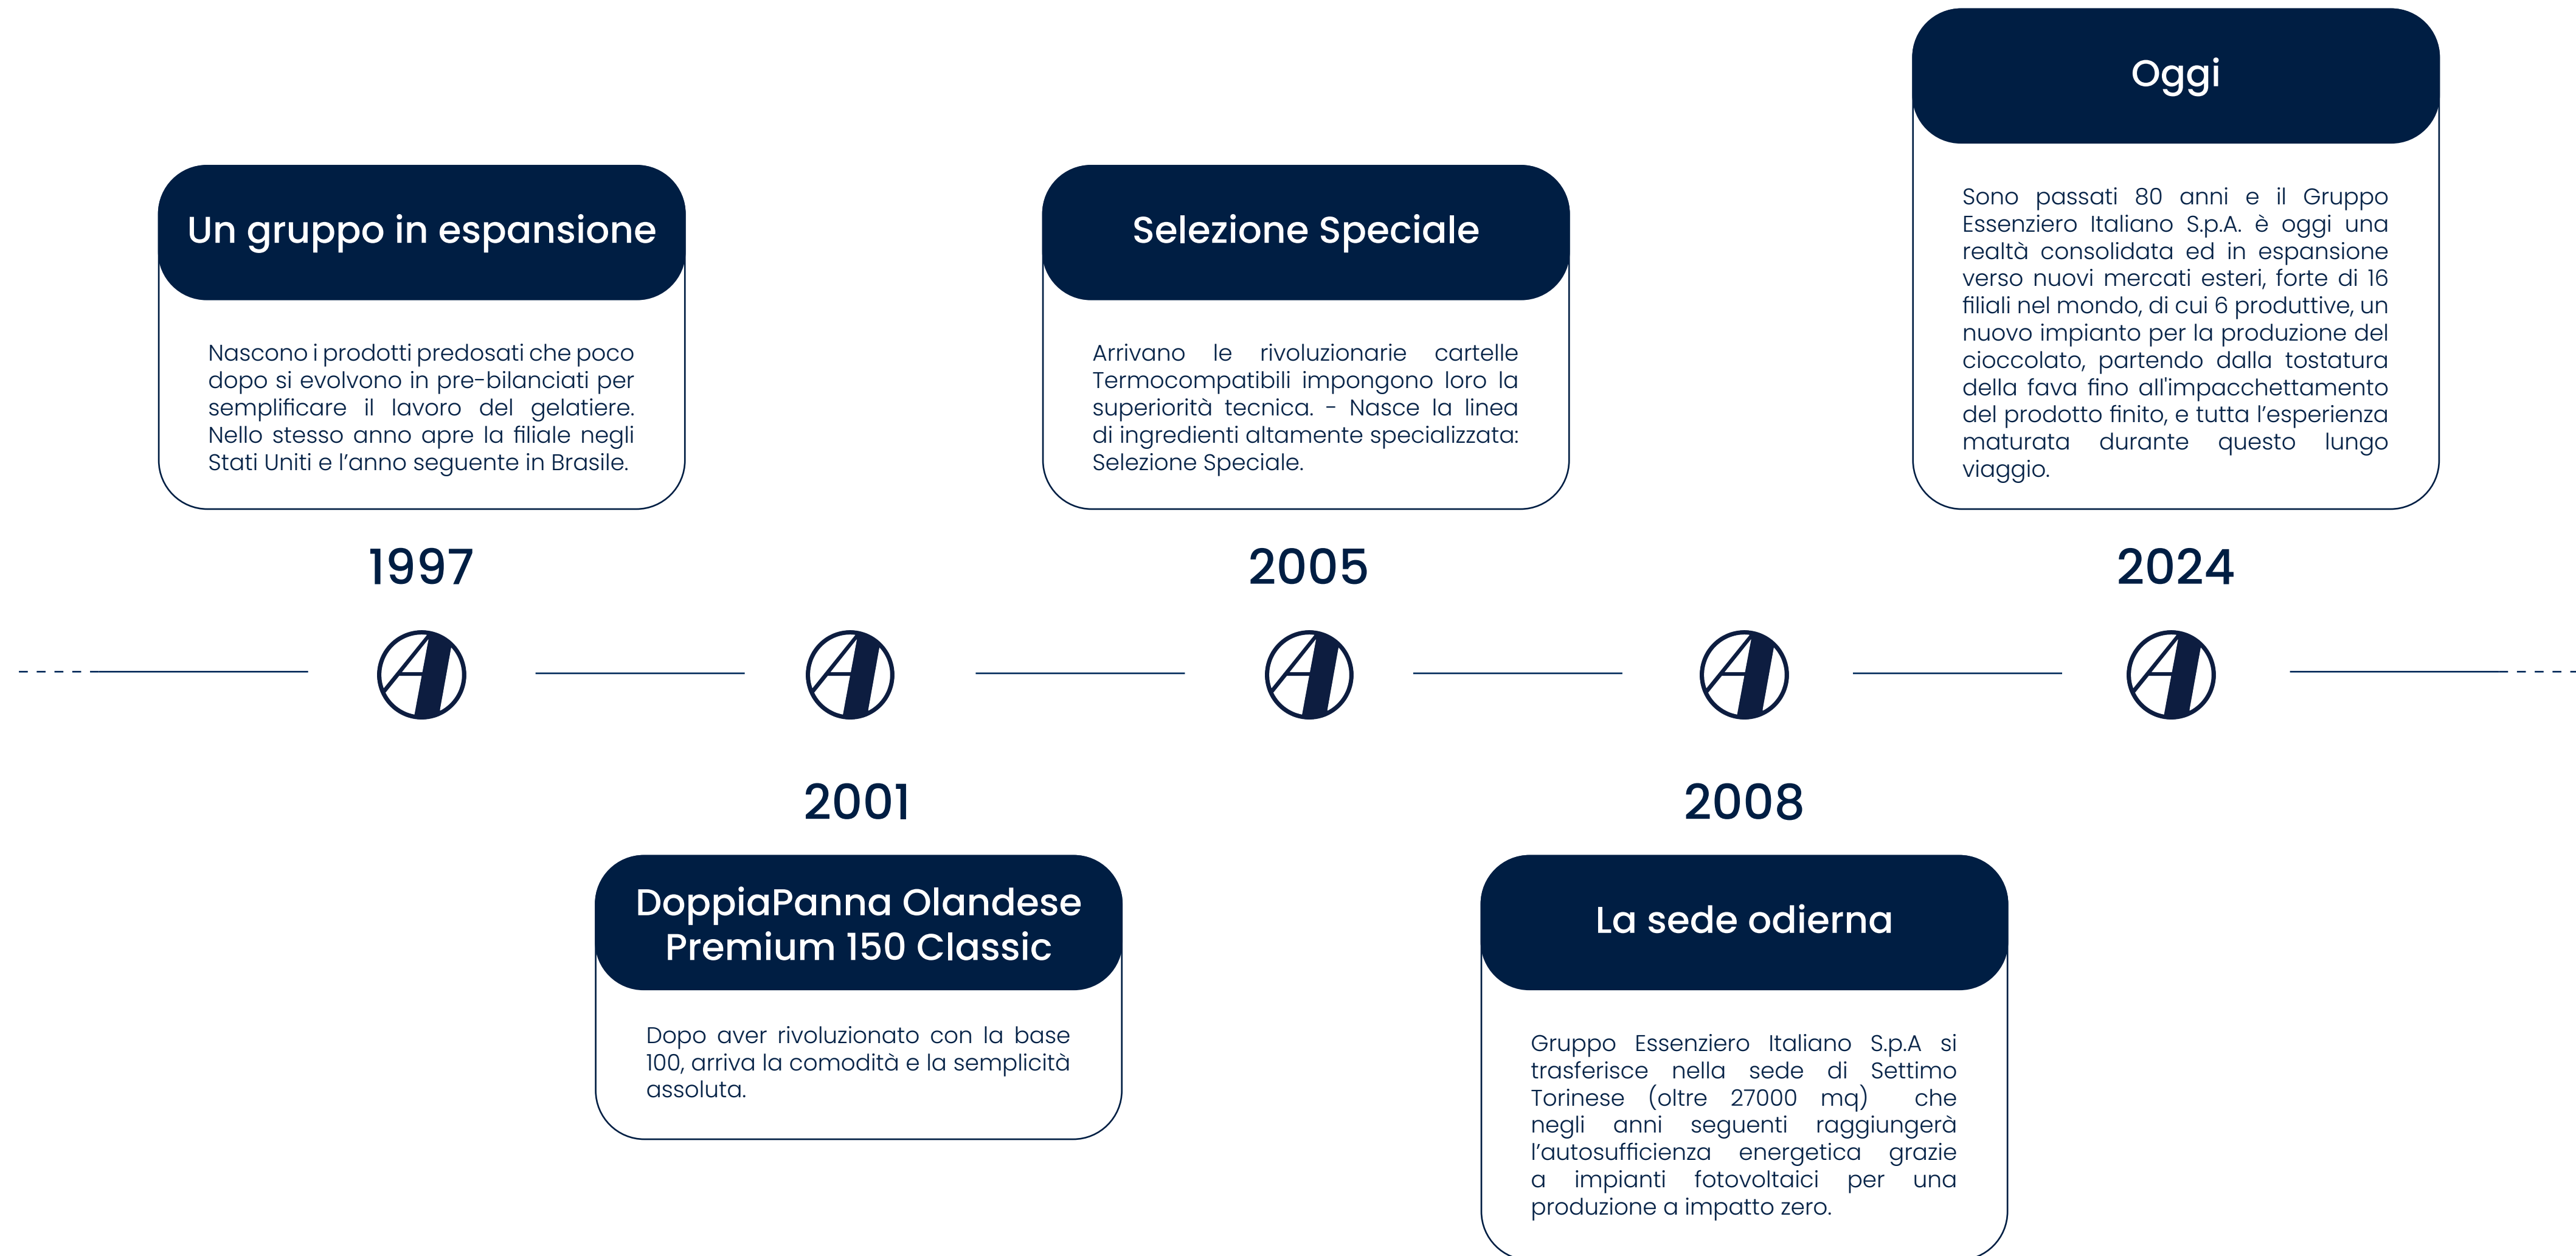 Un gruppo in espansione
Nascono i prodotti predosati che poco
dopo si evolvono in pre-bilanciati per
semplificare il lavoro del gelatiere.
Nello stesso anno apre la filiale negli
Stati Uniti e l’anno seguente in Brasile.
1997
2001
DoppiaPanna Olandese
Premium 150 Classic
Dopo aver rivoluzionato con la base
100, arriva la comodità e la semplicità
assoluta.
Selezione Speciale
Arrivano le rivoluzionarie cartelle
Termocompatibili impongono loro la
superiorità tecnica. - Nasce la linea
di ingredienti altamente specializzata:
Selezione Speciale.
2005
2008
La sede odierna
Gruppo Essenziero Italiano S.p.A si
trasferisce nella sede di Settimo
Torinese (oltre 27000 mq) che
negli anni seguenti raggiungerà
l’autosufficienza energetica grazie
a impianti fotovoltaici per una
produzione a impatto zero.
Oggi
Sono passati 80 anni e il Gruppo
Essenziero Italiano S.p.A. è oggi una
realtà consolidata ed in espansione
verso nuovi mercati esteri, forte di 16
filiali nel mondo, di cui 6 produttive, un
nuovo impianto per la produzione del
cioccolato, partendo dalla tostatura
della fava fino all'impacchettamento
del prodotto finito, e tutta l’esperienza
maturata durante questo lungo
viaggio.
2024